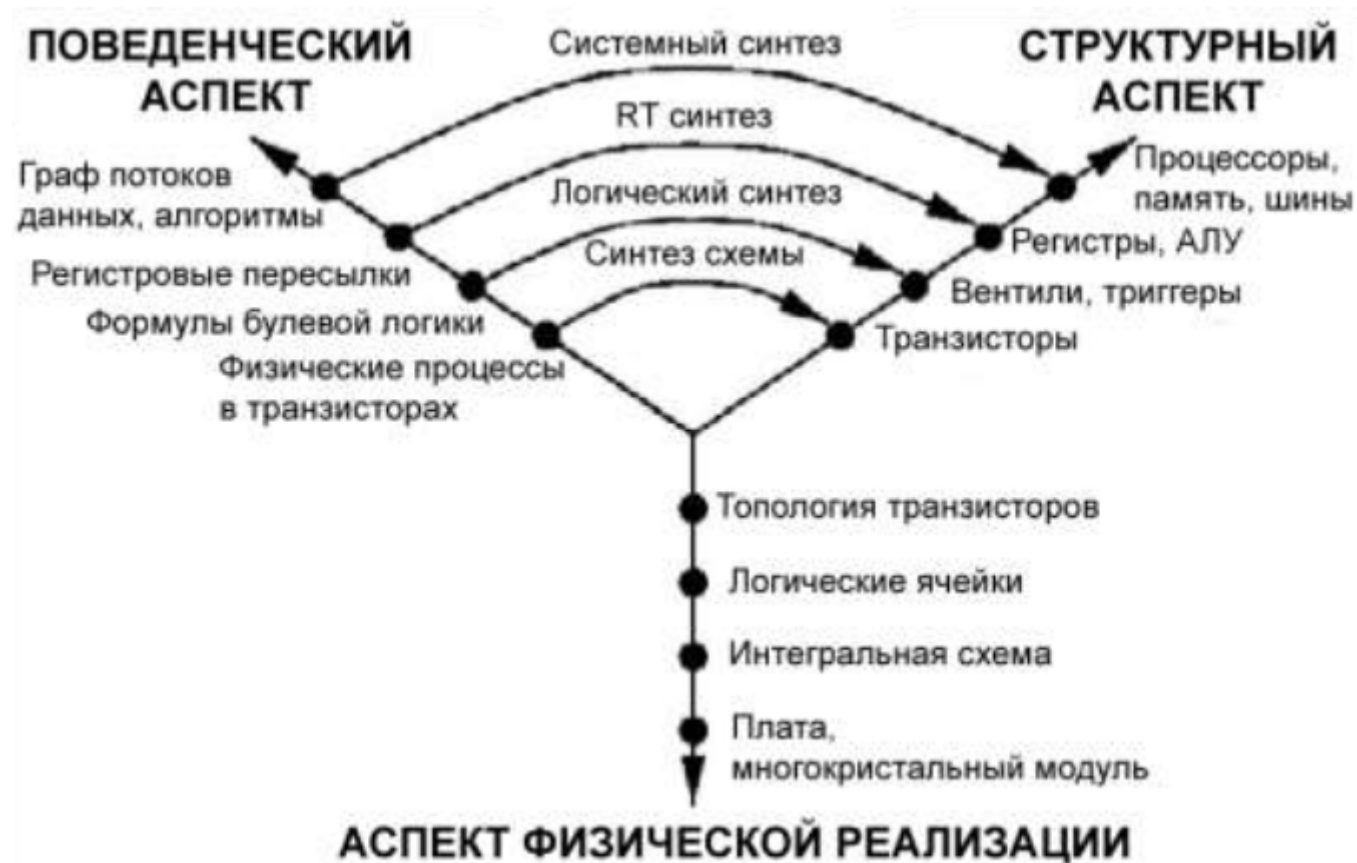 ПОВЕДЕНЧЕСКИЙ
АСПЕКТ
Системный синтез
СТРУКТУРНЫЙ
АСПЕКТ
RT синтез
Логический синтез
Синтез схемы
Граф потоков
данных, алгоритмы
Регистровые пересылки
Формулы булевой логики
Физические процессы
в транзисторах
Процессоры,
память, шины
Регистры, АЛУ
Вентили, триггеры
Транзисторы
Топология транзисторов
Логические ячейки
Интегральная схема
Плата,
многокристальный модуль
АСПЕКТ ФИЗИЧЕСКОЙ РЕАЛИЗАЦИИ